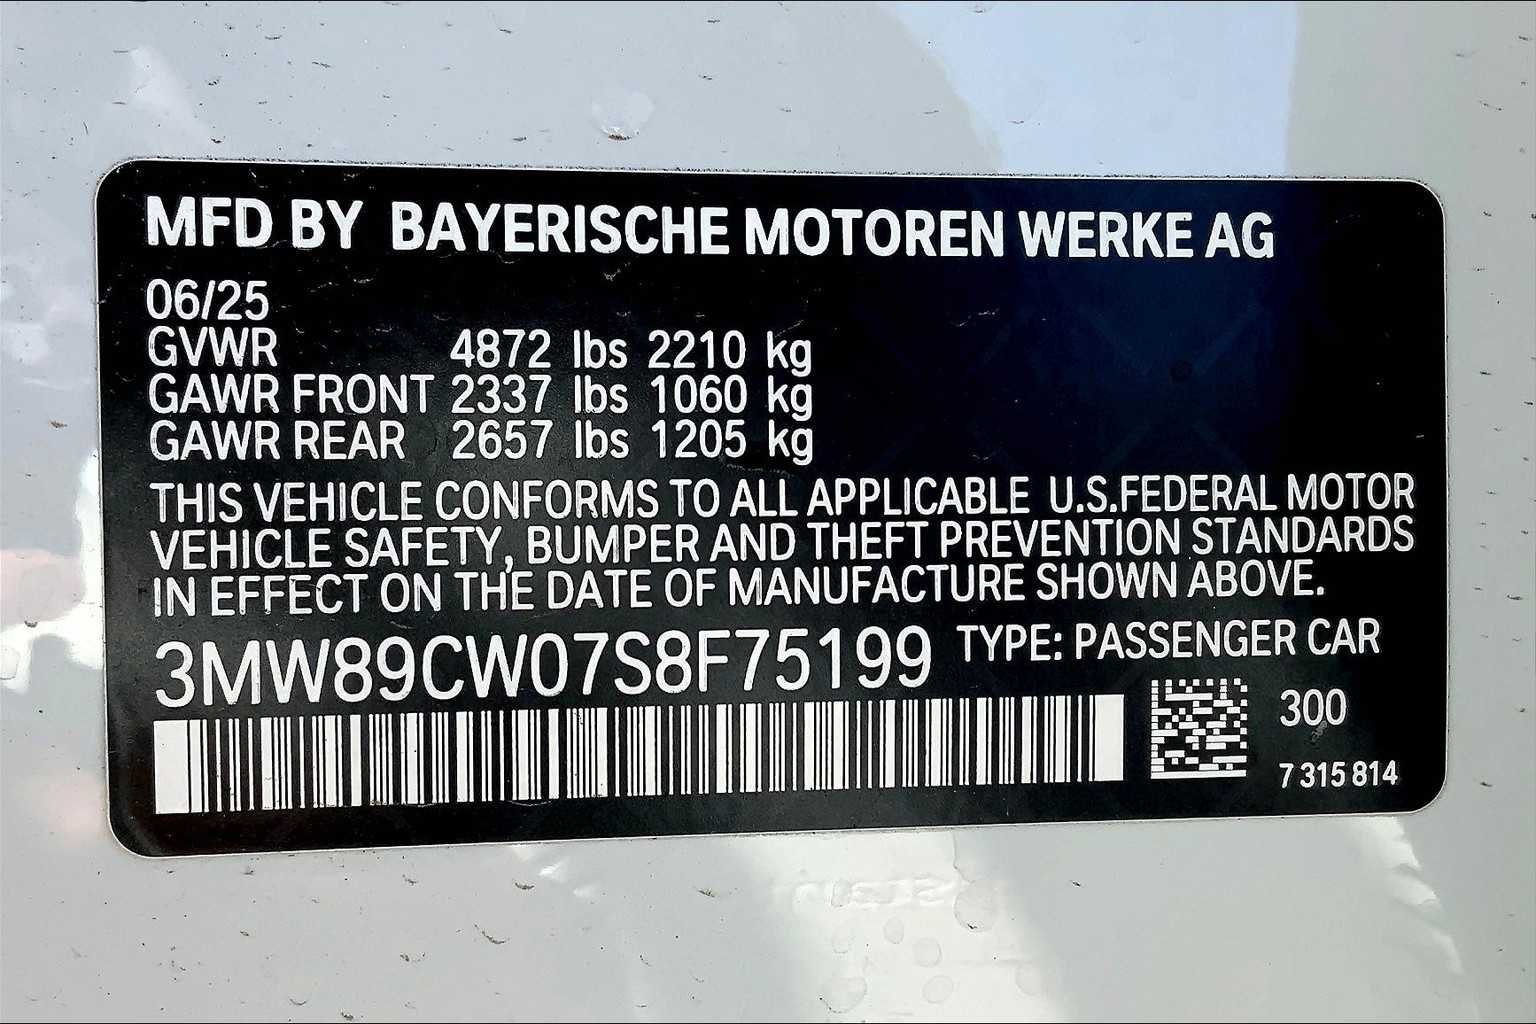 MFD BY BAYERISCHE MOTOREN WERKE AG
06/25
GVWR 4872 lbs 2210 kg
GAWR FRONT 2337 lbs 1060 kg
GAWR REAR 2657 lbs 1205 kg
THIS VEHICLE CONFORMS TO ALL APPLICABLE U.S.FEDERAL MOTOR
VEHICLE SAFETY, BUMPER AND THEFT PREVENTION STANDARDS
IN EFFECT ON THE DATE OF MANUFACTURE SHOWN ABOVE.
3MW89CW07S8F75199 TYPE: PASSENGER CAR
300
7 315 814